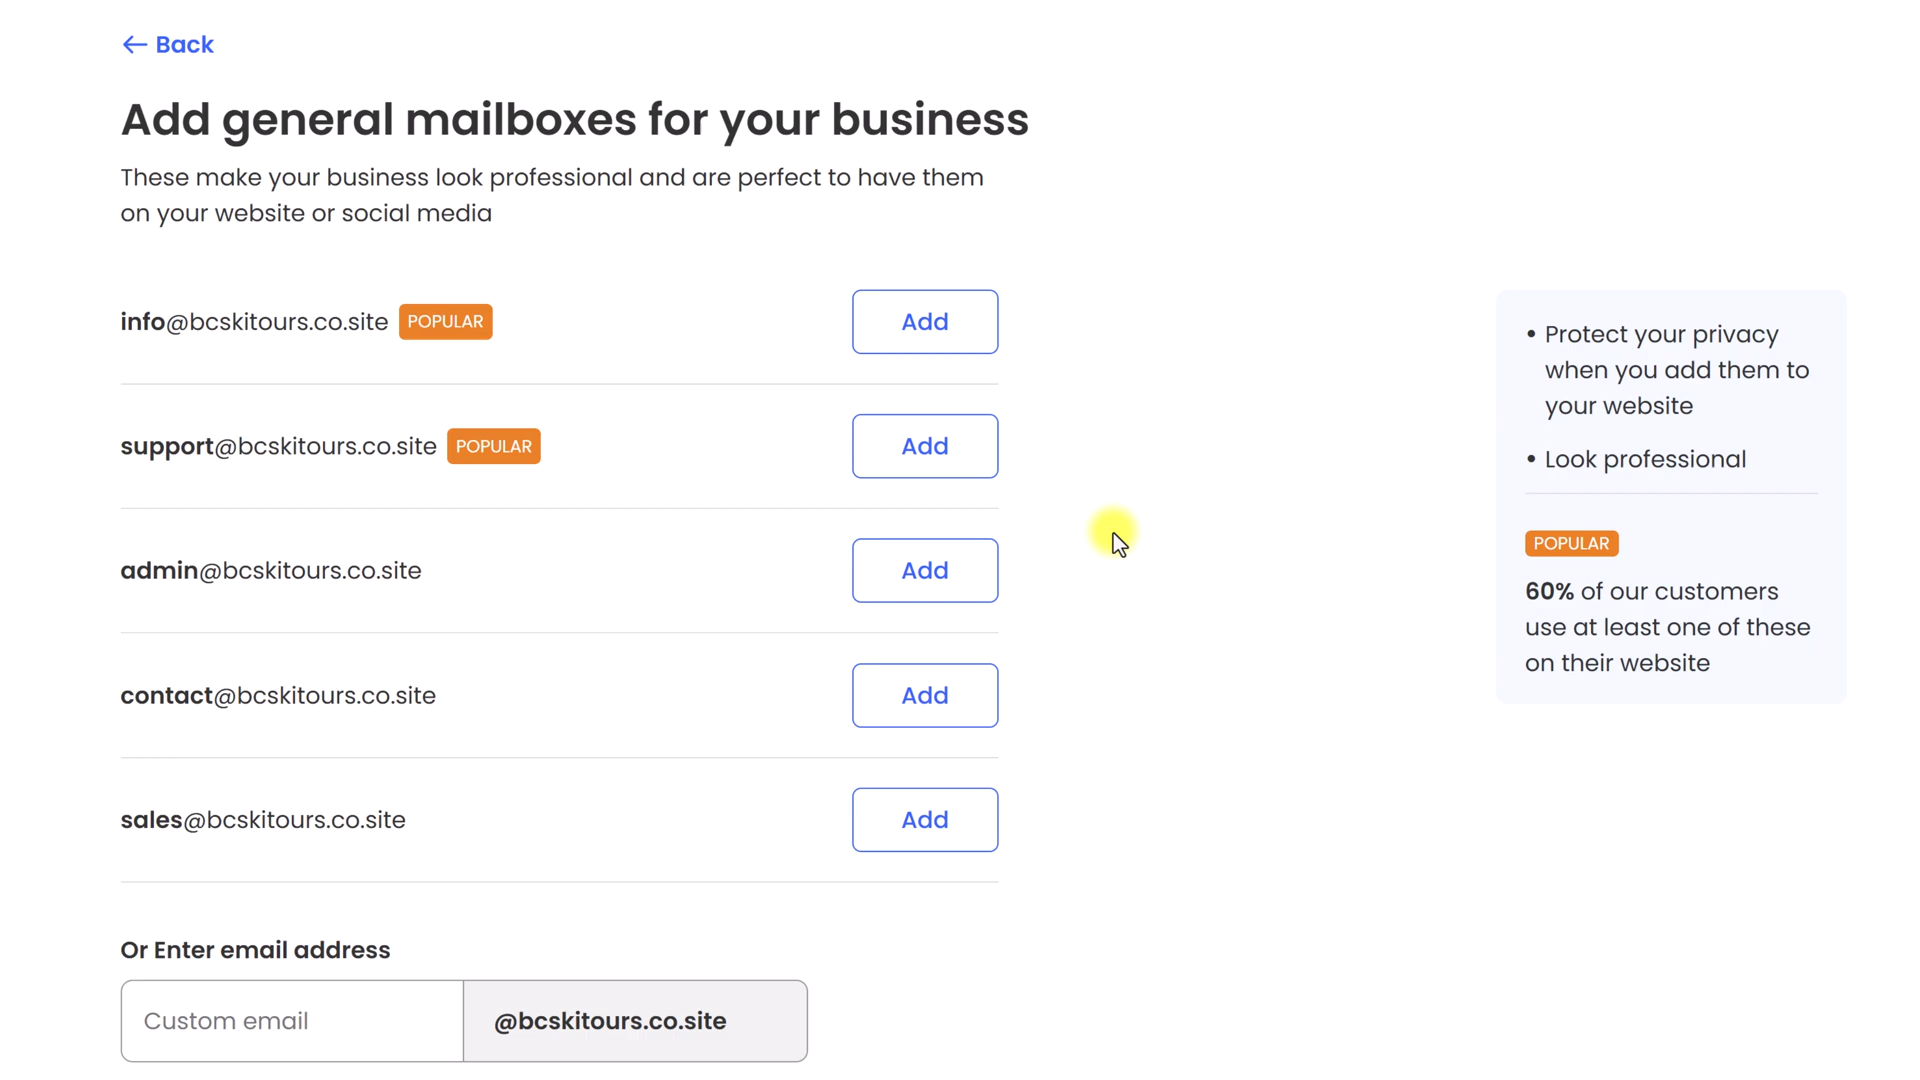 ← Back
Add general mailboxes for your business
These make your business look professional and are perfect to have them
on your website or social media
info@bcskitours.co.site POPULAR Add
support@bcskitours.co.site POPULAR Add
admin@bcskitours.co.site Add
contact@bcskitours.co.site Add
sales@bcskitours.co.site Add
Or Enter email address
Custom email @bcskitours.co.site
• Protect your privacy
when you add them to
your website
• Look professional
POPULAR
60% of our customers
use at least one of these
on their website